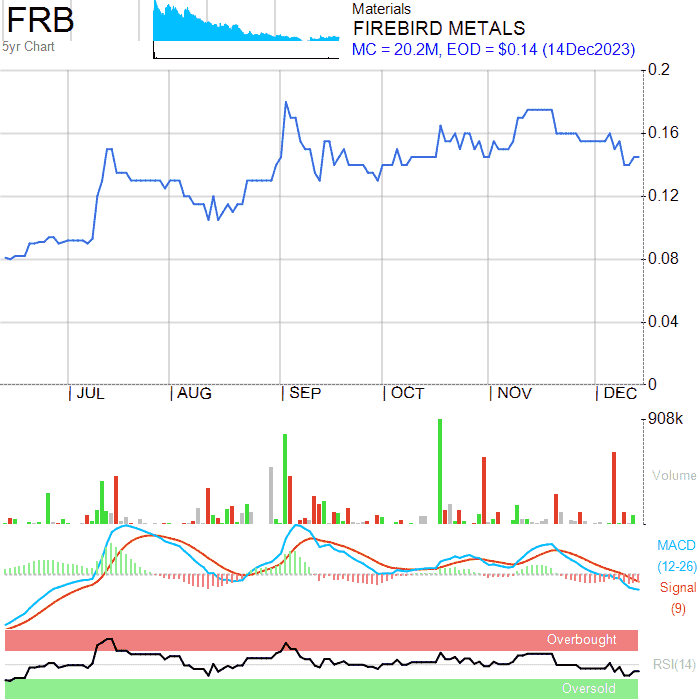 FRB
5yr Chart
Materials
FIREBIRD METALS
MC = 20.2M, EOD = $0.14 (14Dec2023)
0.2
0.16
0.12
0.08
0.04
0
JUL AUG SEP OCT NOV DEC
908k
Volume
MACD
(12-26)
Signal
(9)
Overbought
RSI(14)
Oversold